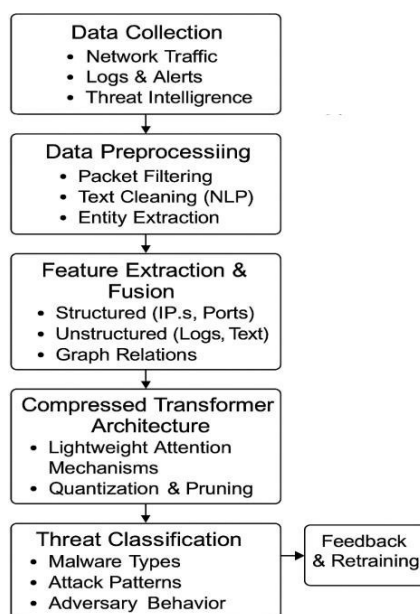 Data Collection
• Network Traffic
• Logs & Alerts
• Threat Intelligrence
Data Preprocessiing
• Packet Filtering
• Text Cleaning (NLP)
• Entity Extraction
Feature Extraction &
Fusion
• Structured (IP.s, Ports)
• Unstructured (Logs, Text)
• Graph Relations
Compressed Transformer
Architecture
• Lightweight Attention
Mechanisms
• Quantization & Pruning
Threat Classification
• Malware Types
• Attack Patterns
• Adversary Behavior
Feedback
& Retraining